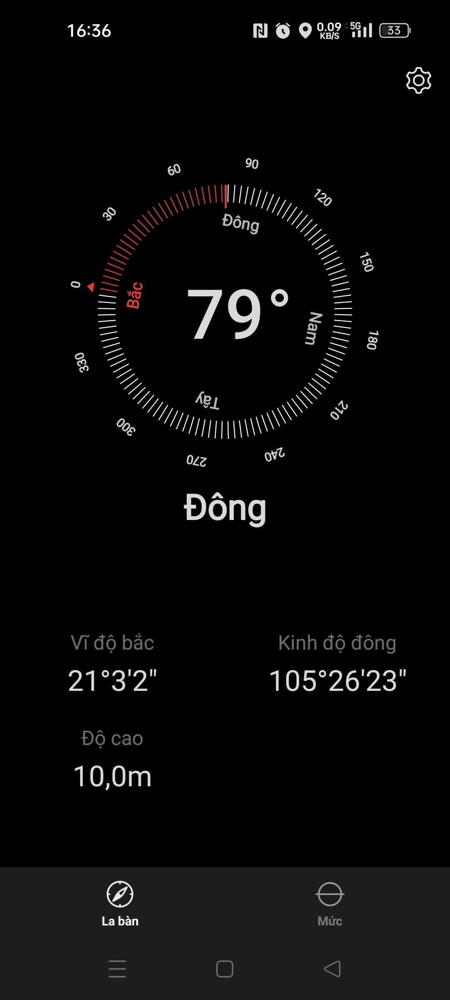 16:36
0.09
KB/S
5G
33
60
90
30
120
Đông
150
0
Bắc
79°
Nam
180
330
Tây
210
300
270
240
Đông
Vĩ độ bắc
Kinh độ đông
21°3'2"
105°26'23"
Độ cao
10,0m
La bàn
Mức